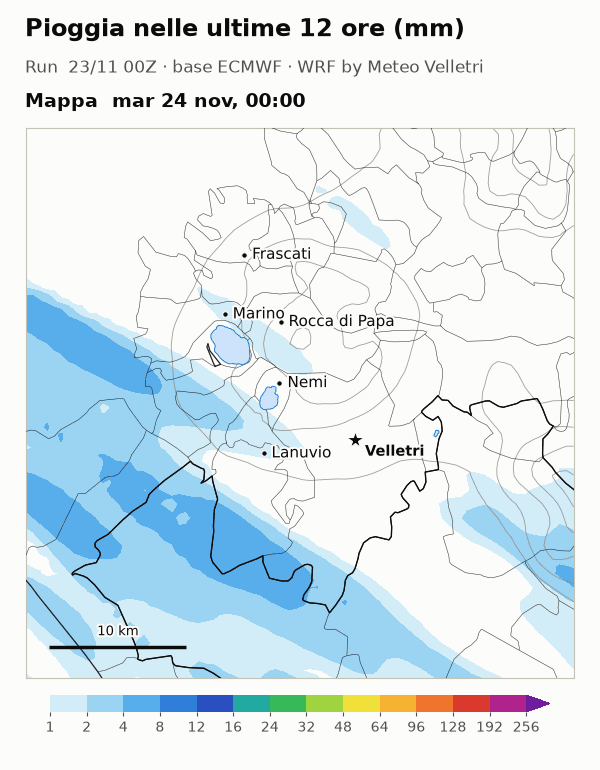 Pioggia nelle ultime 12 ore (mm)
Run  23/11 00Z · base ECMWF · WRF by Meteo Velletri
Mappa  mar 24 nov, 00:00
Frascati
Marino
Rocca di Papa
Nemi
Velletri
Lanuvio
10 km
1 2 4 8 12 16 24 32 48 64 96 128 192 256